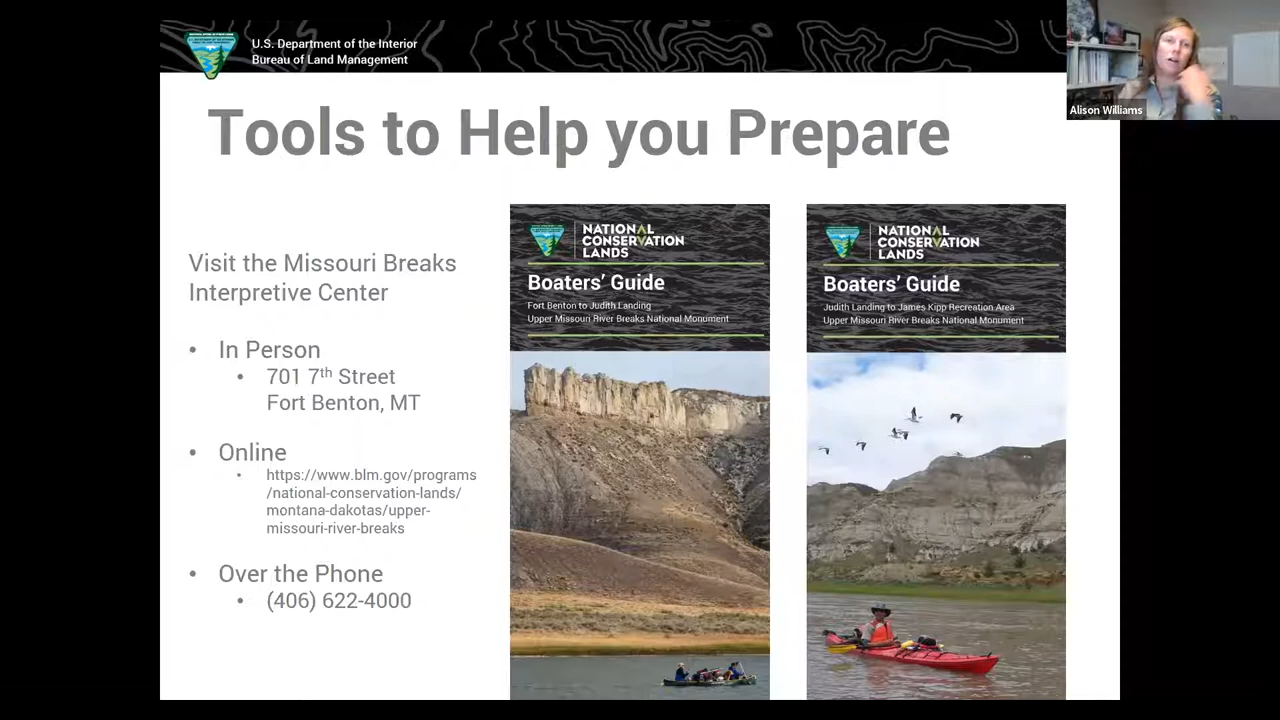 U.S. Department of the Interior
Bureau of Land Management
Alison Williams
Tools to Help you Prepare
Visit the Missouri Breaks
Interpretive Center
• In Person
• 701 7th Street
Fort Benton, MT
• Online
• https://www.blm.gov/programs
/national-conservation-lands/
montana-dakotas/upper-
missouri-river-breaks
• Over the Phone
• (406) 622-4000
NATIONAL
CONSERVATION
LANDS
Boaters' Guide
Fort Benton to Judith Landing
Upper Missouri River Breaks National Monument
NATIONAL
CONSERVATION
LANDS
Boaters' Guide
Judith Landing to James Kipp Recreation Area
Upper Missouri River Breaks National Monument